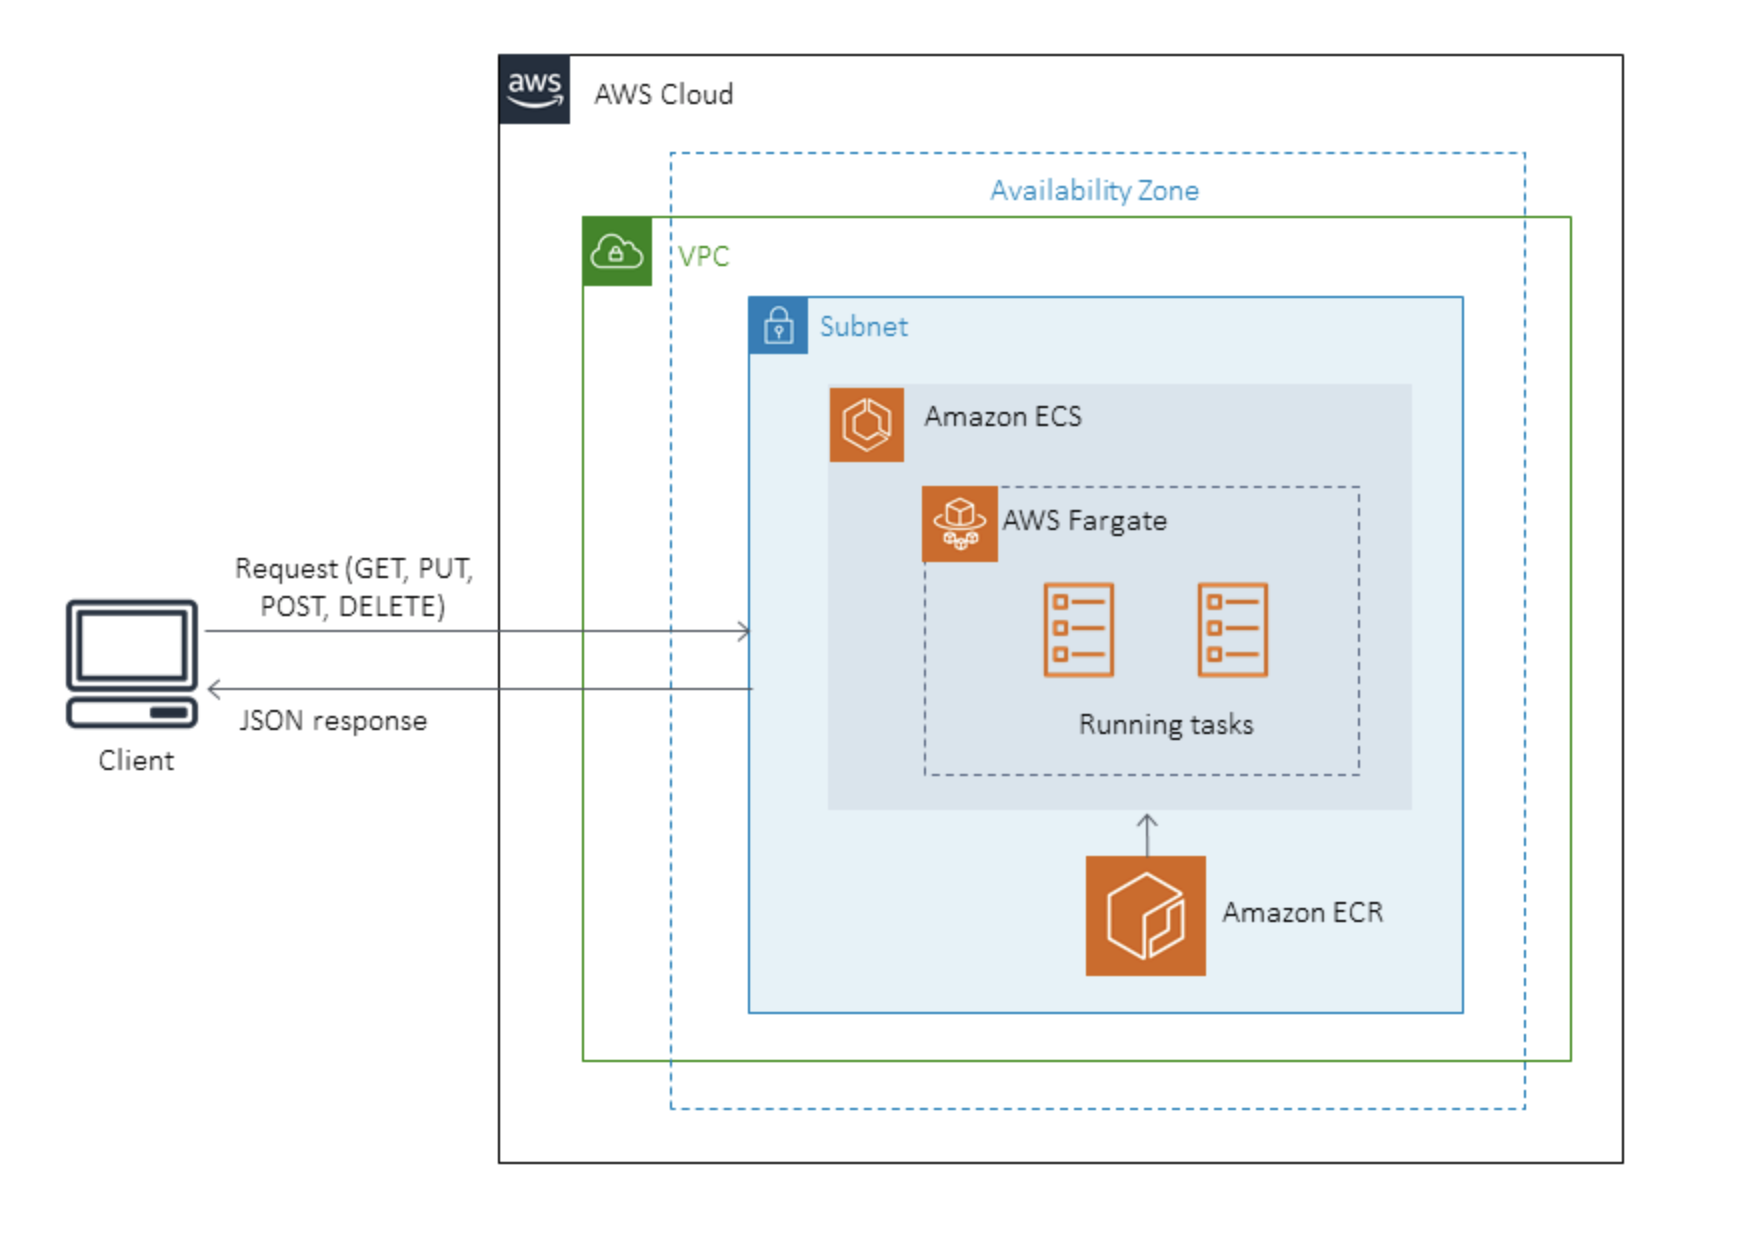 aws
AWS Cloud
Availability Zone
VPC
Subnet
Amazon ECS
AWS Fargate
Request (GET, PUT,
POST, DELETE)
JSON response
Client
Running tasks
Amazon ECR